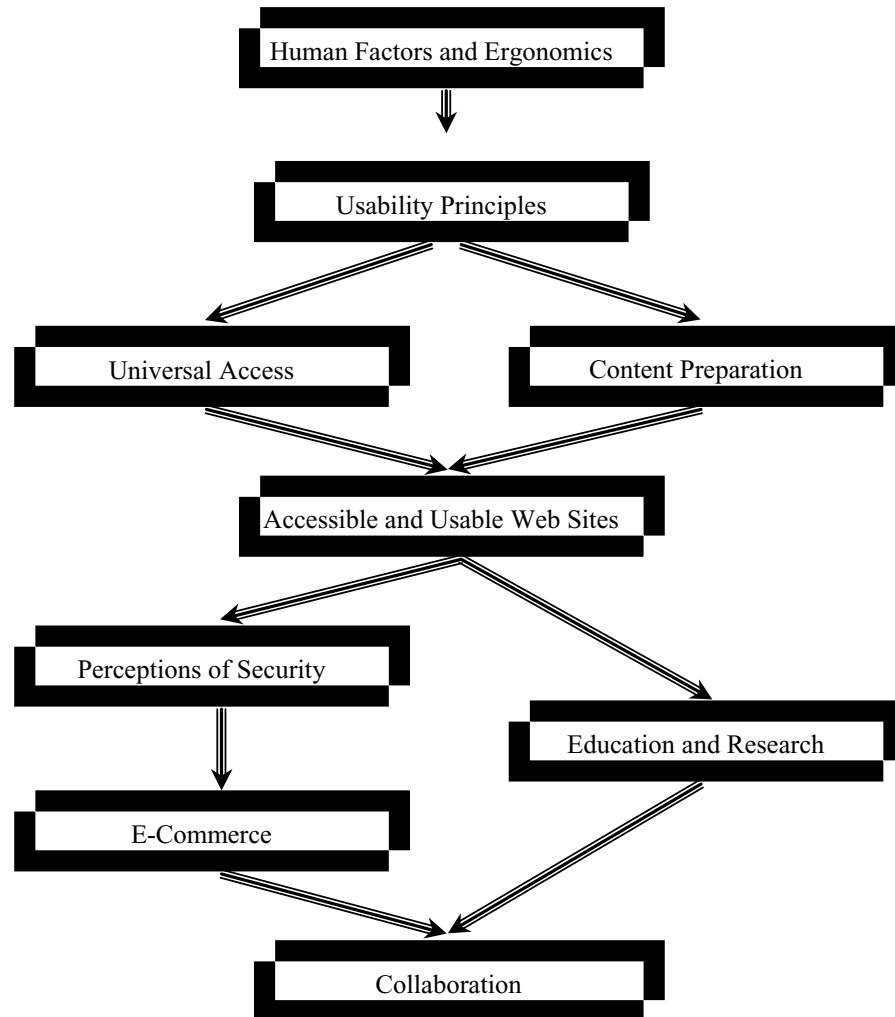 Human Factors and Ergonomics
Usability Principles
Universal Access
Content Preparation
Accessible and Usable Web Sites
Perceptions of Security
Education and Research
E-Commerce
Collaboration